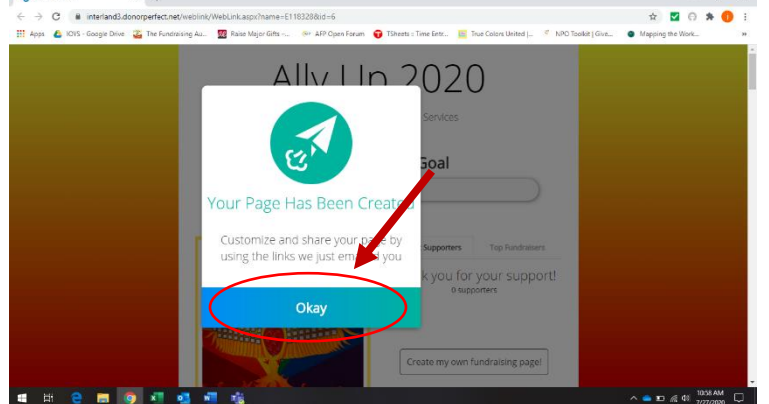 interland3.donorperfect.net/weblink/WebLink.aspx?name=E118328&id=6
Apps IOYS - Google Drive The Fundraising Au... Raise Major Gifts -... AFP Open Forum TSheets : Time Entr... True Colors United |... NPO Toolkit | Give... Mapping the Work... »
Ally Up 2020
Services
Goal
Your Page Has Been Created
Customize and share your page by
using the links we just emailed you
Okay
Supporters Top Fundraisers
k you for your support!
0 supporters
Create my own fundraising page!
10:58 AM
7/27/2020